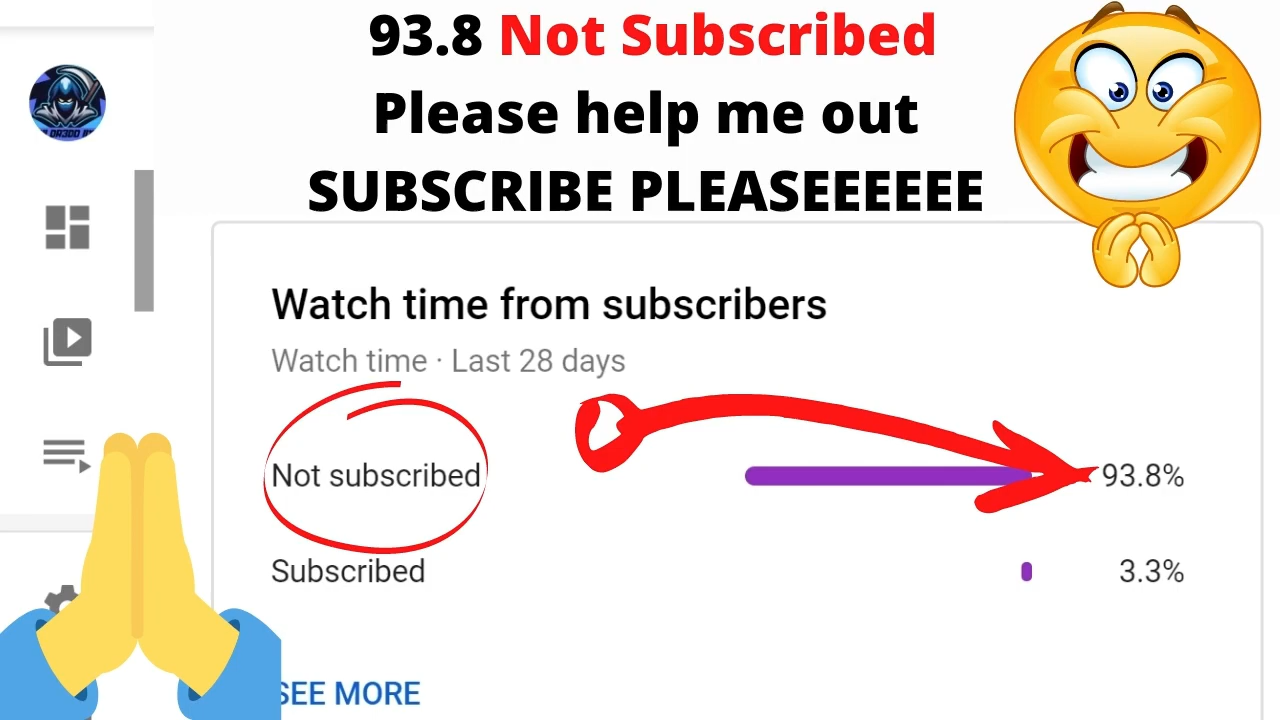 93.8 Not Subscribed
Please help me out
SUBSCRIBE PLEASEEEEEE
Watch time from subscribers
Watch time · Last 28 days
Not subscribed 93.8%
Subscribed 3.3%
SEE MORE